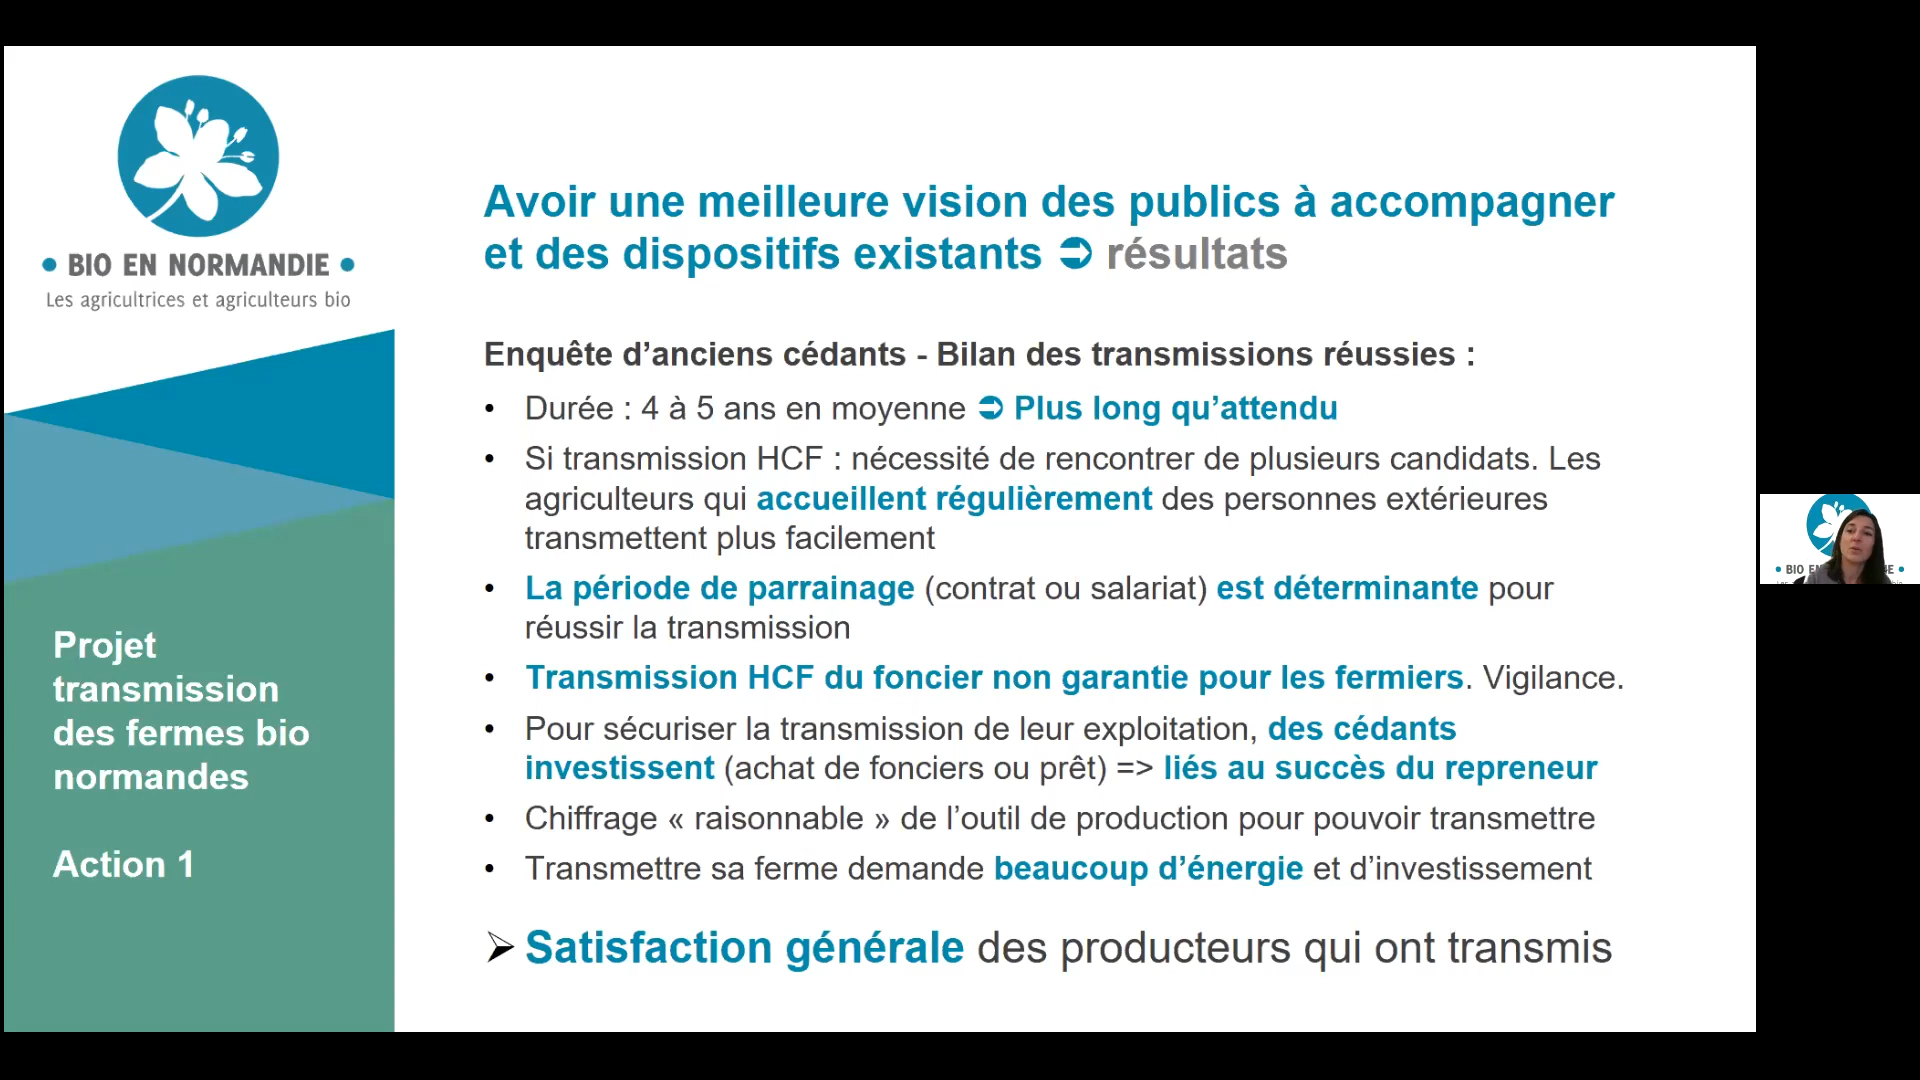 • BIO EN NORMANDIE •
Les agricultrices et agriculteurs bio
Projet
transmission
des fermes bio
normandes
Action 1
Avoir une meilleure vision des publics à accompagner
et des dispositifs existants ➲ résultats
Enquête d’anciens cédants - Bilan des transmissions réussies :
• Durée : 4 à 5 ans en moyenne ➲ Plus long qu’attendu
• Si transmission HCF : nécessité de rencontrer de plusieurs candidats. Les
agriculteurs qui accueillent régulièrement des personnes extérieures
transmettent plus facilement
• La période de parrainage (contrat ou salariat) est déterminante pour
réussir la transmission
• Transmission HCF du foncier non garantie pour les fermiers. Vigilance.
• Pour sécuriser la transmission de leur exploitation, des cédants
investissent (achat de fonciers ou prêt) => liés au succès du repreneur
• Chiffrage « raisonnable » de l’outil de production pour pouvoir transmettre
• Transmettre sa ferme demande beaucoup d’énergie et d’investissement
➢ Satisfaction générale des producteurs qui ont transmis
• BIO